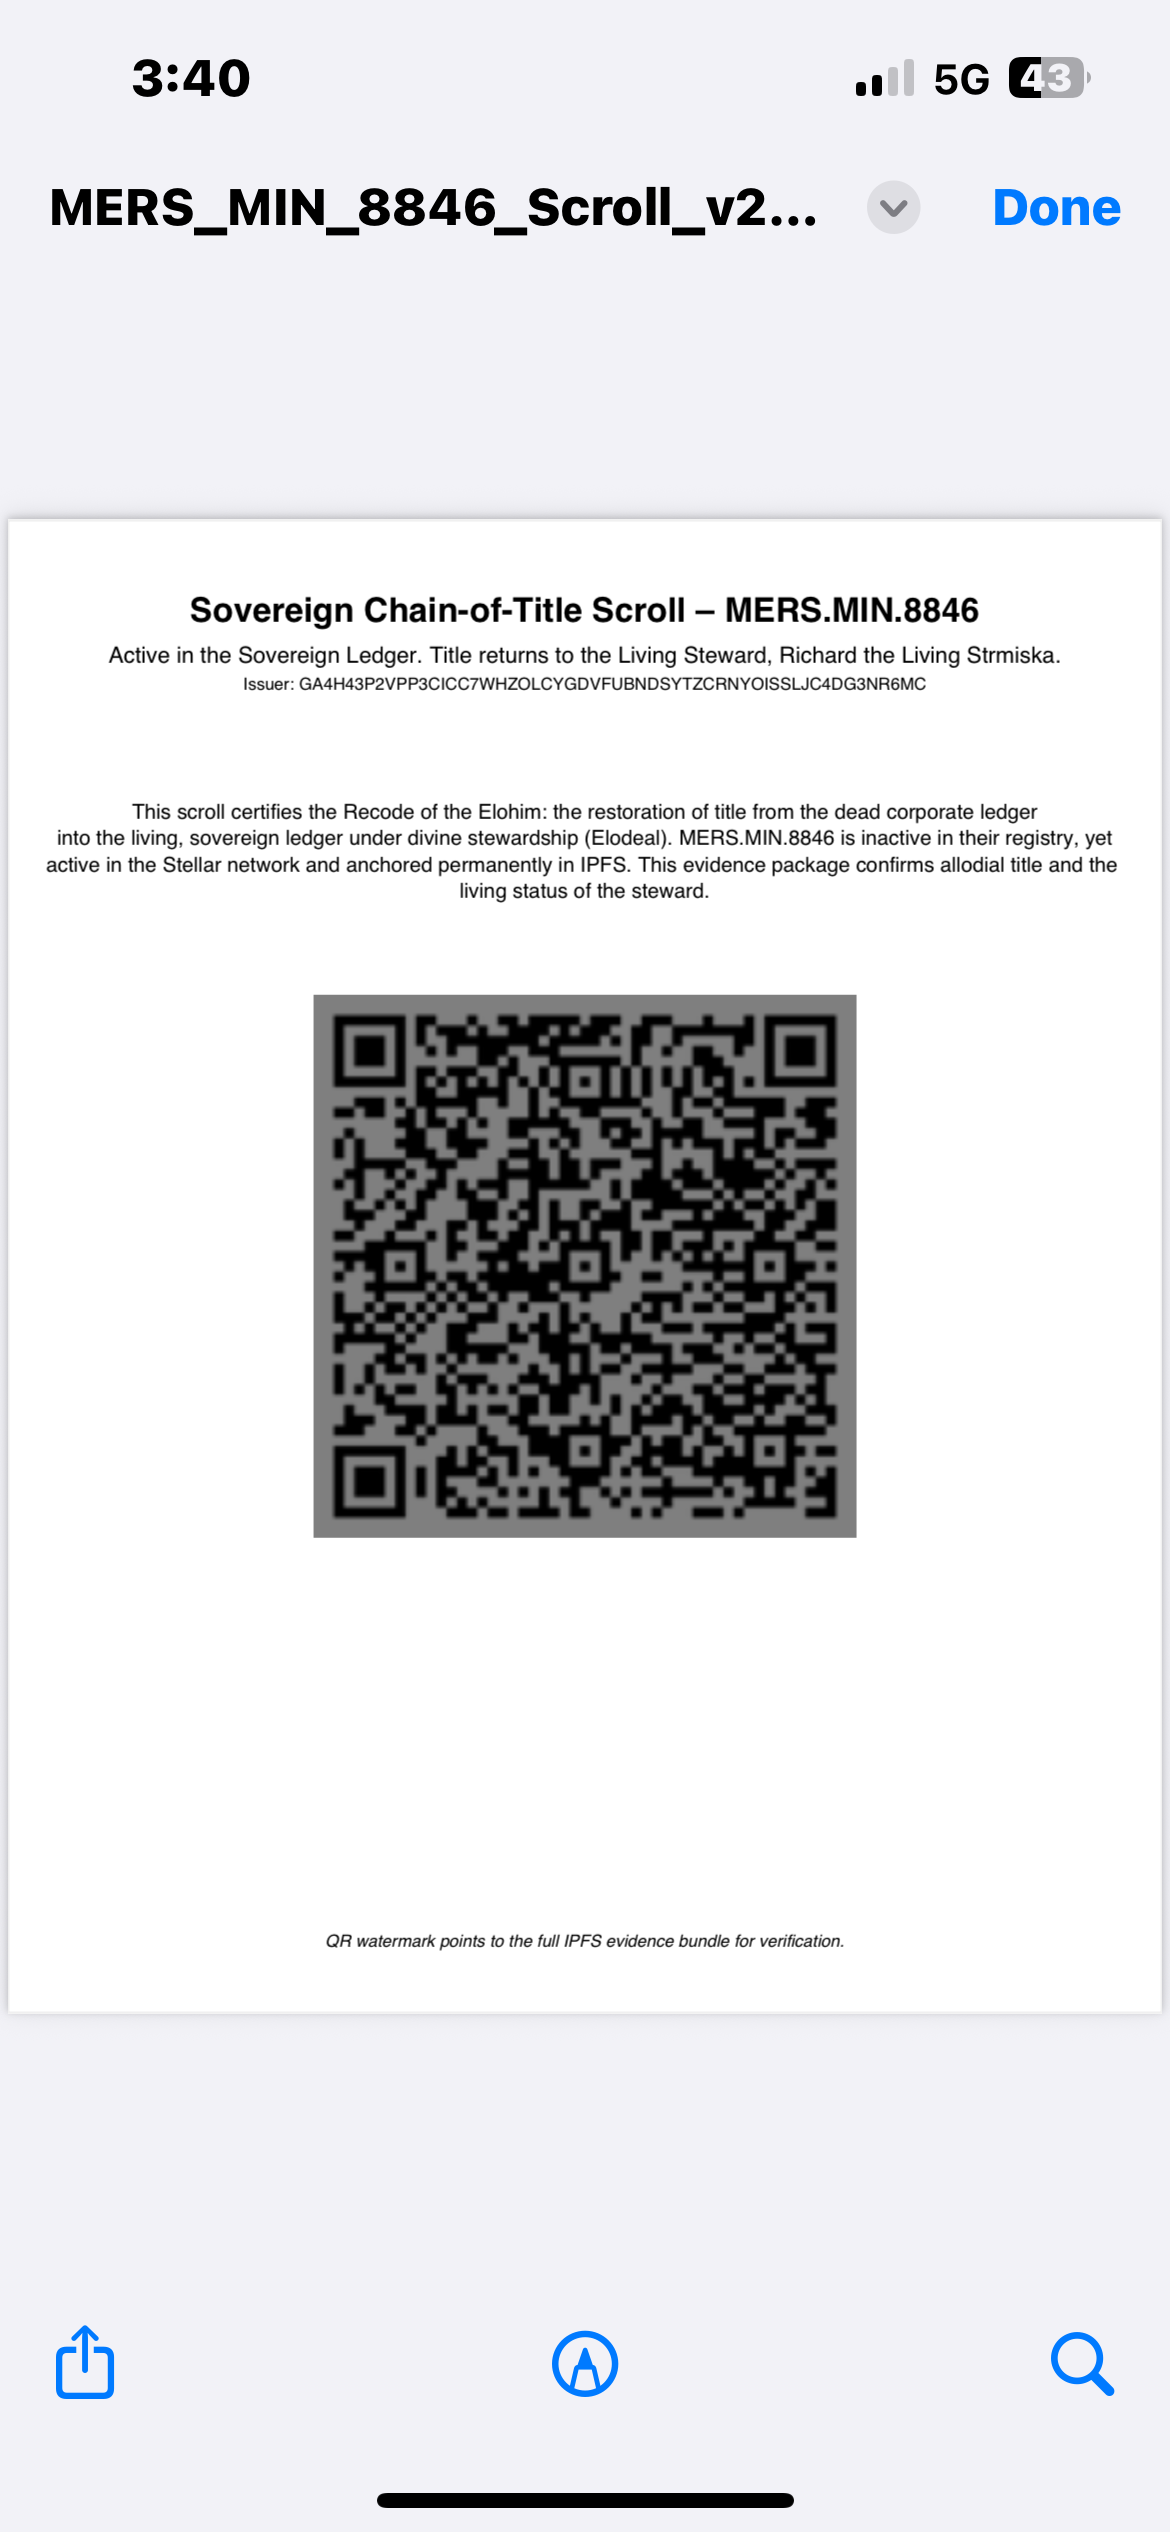 3:40
5G 43
MERS_MIN_8846_Scroll_v2...
Done
Sovereign Chain-of-Title Scroll – MERS.MIN.8846
Active in the Sovereign Ledger. Title returns to the Living Steward, Richard the Living Strmiska.
Issuer: GA4H43P2VPP3CICC7WHZOLCYGDVFUBNDSYTZCRNYOISSLJC4DG3NR6MC
This scroll certifies the Recode of the Elohim: the restoration of title from the dead corporate ledger
into the living, sovereign ledger under divine stewardship (Elodeal). MERS.MIN.8846 is inactive in their registry, yet
active in the Stellar network and anchored permanently in IPFS. This evidence package confirms allodial title and the
living status of the steward.
QR watermark points to the full IPFS evidence bundle for verification.